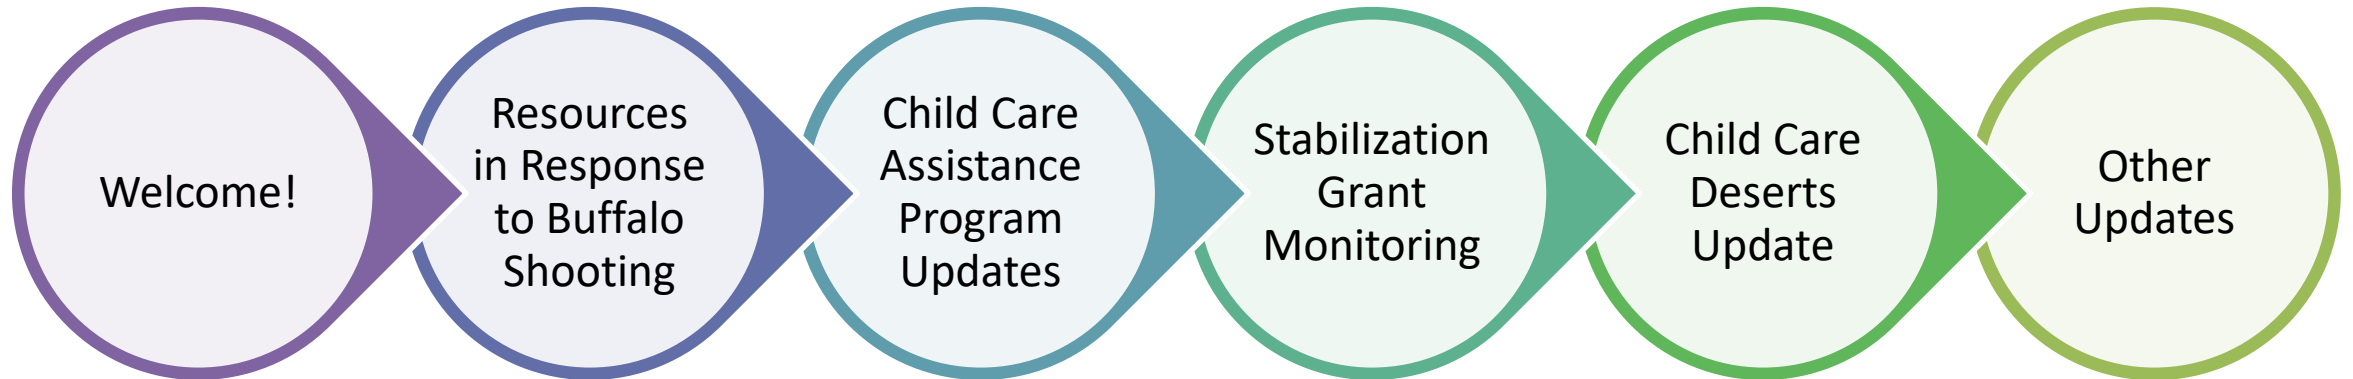 Welcome!
Resources
in Response
to Buffalo
Shooting
Child Care
Assistance
Program
Updates
Stabilization
Grant
Monitoring
Child Care
Deserts
Update
Other
Updates